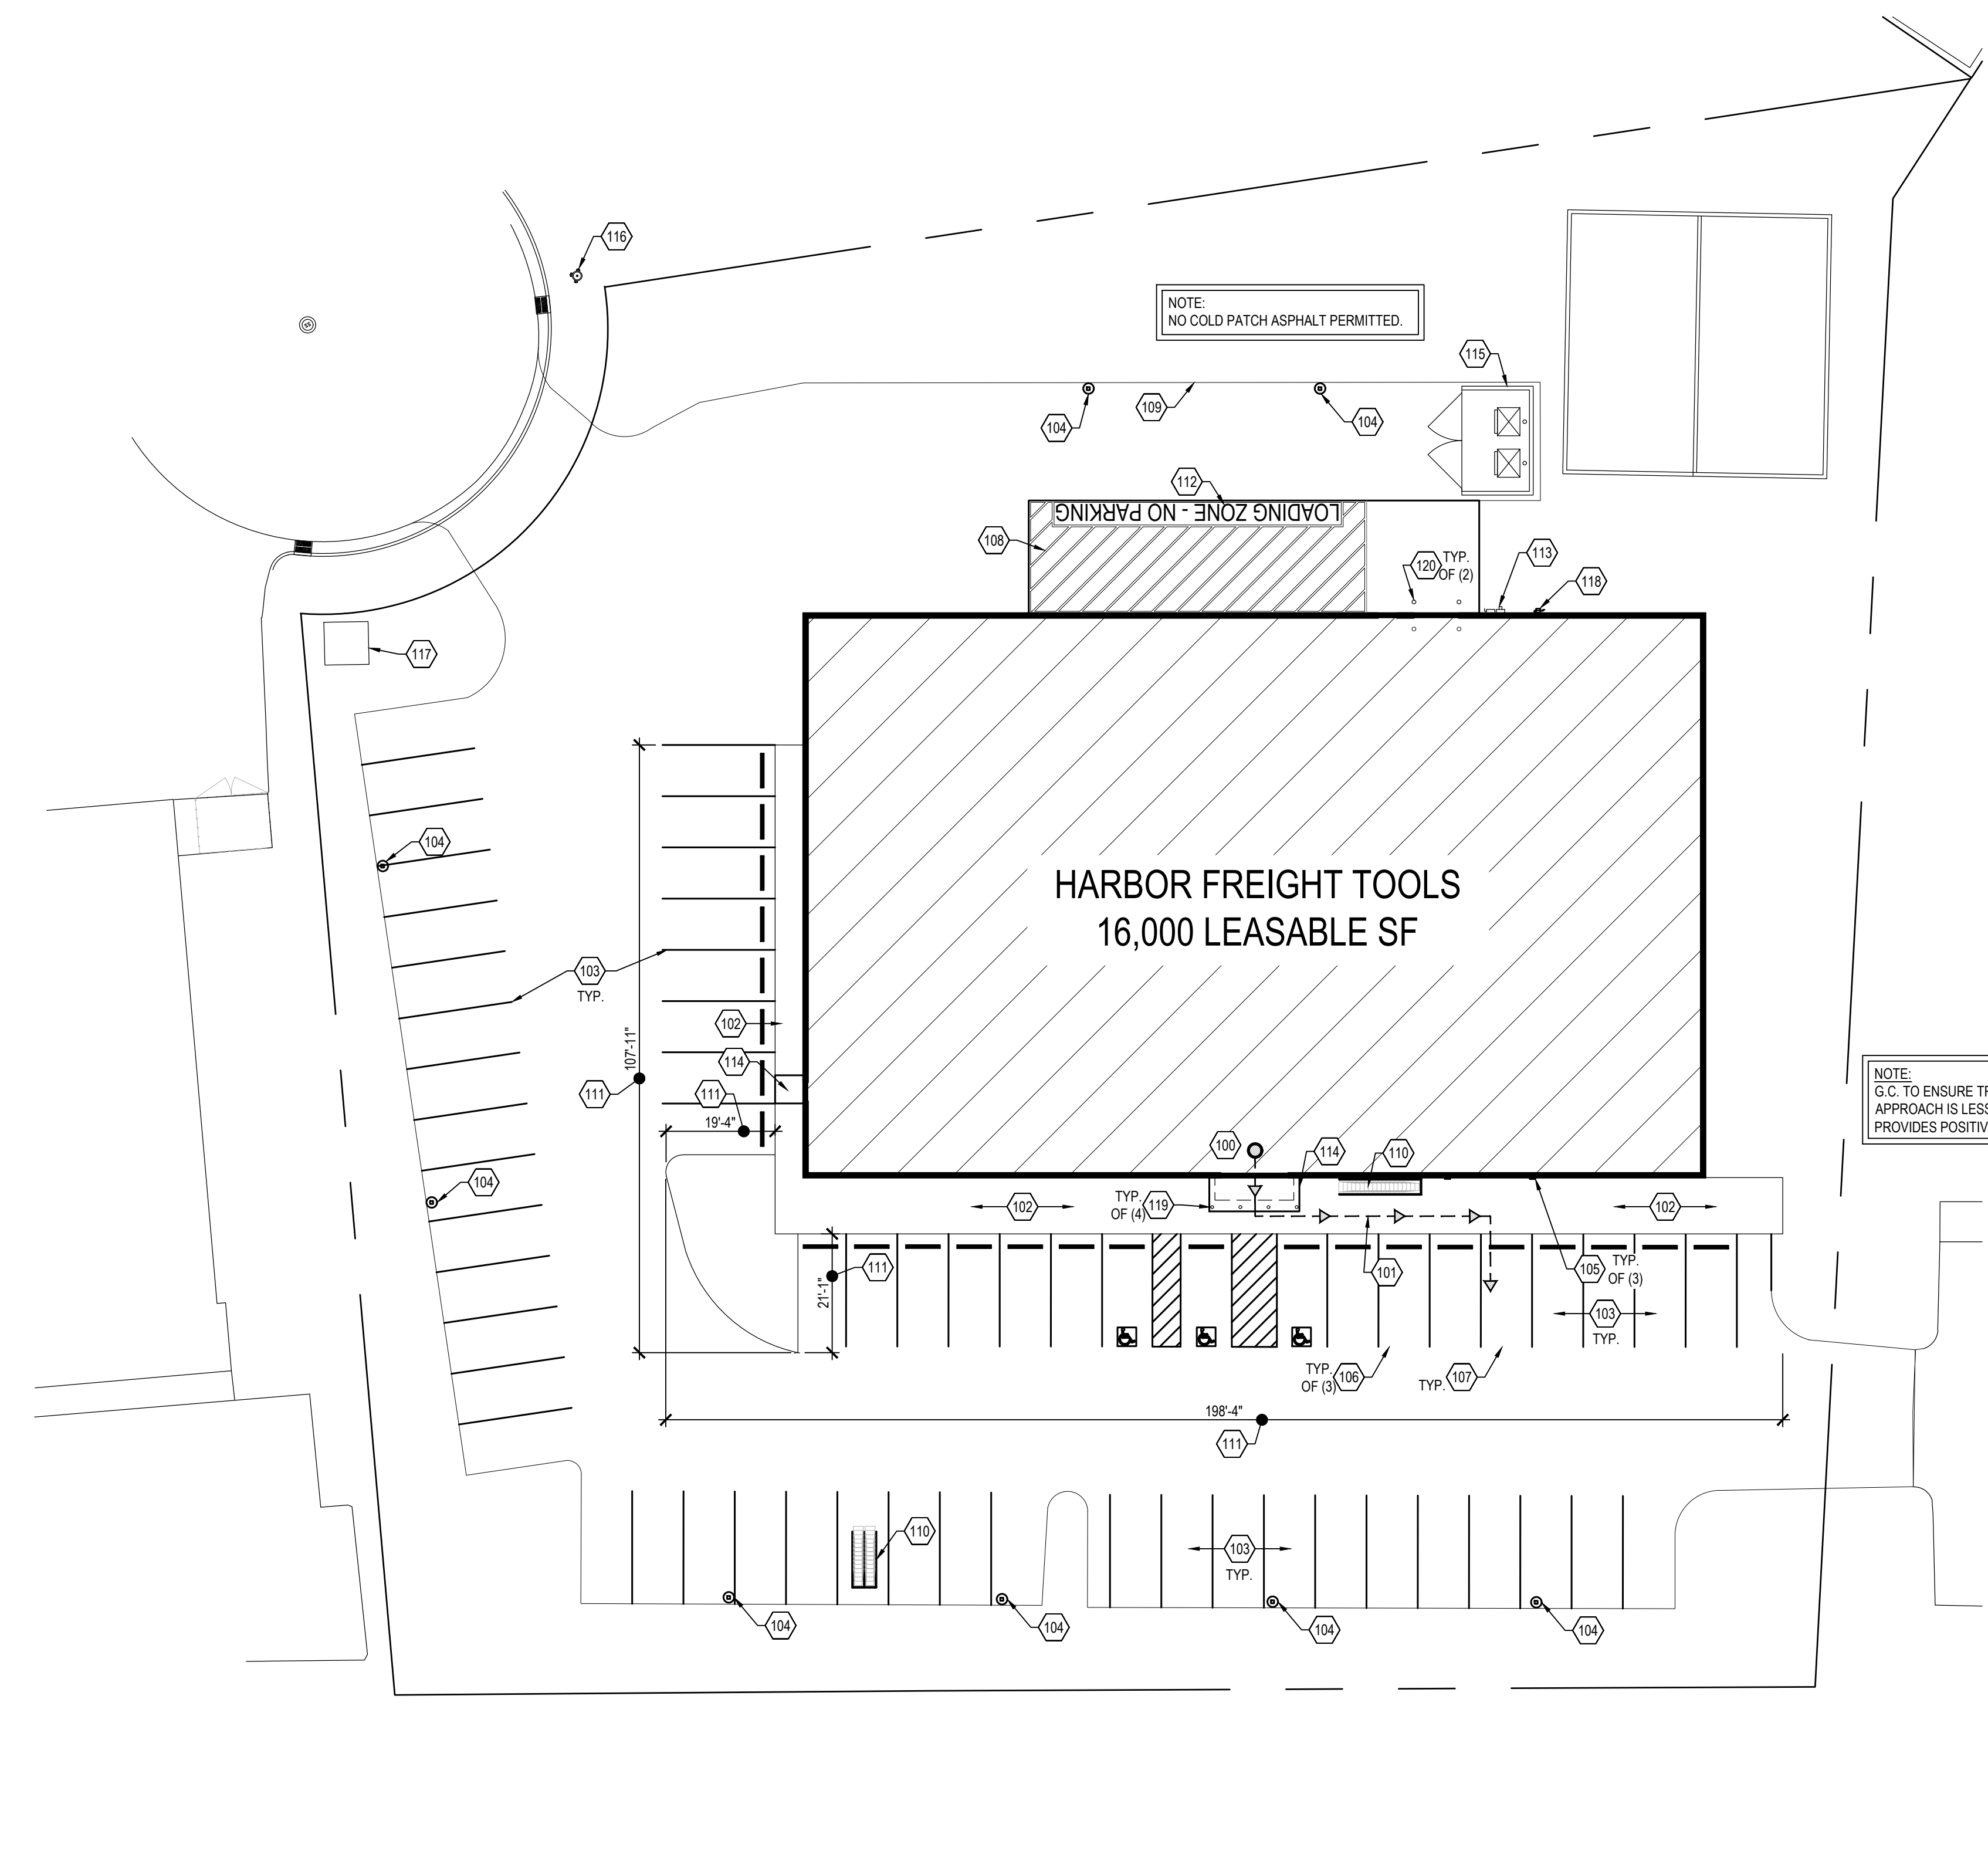 116
NOTE:
NO COLD PATCH ASPHALT PERMITTED.
115
104
109
104
112
LOADING ZONE - NO PARKING
108
120
TYP.
OF (2)
113
118
117
104
HARBOR FREIGHT TOOLS
16,000 LEASABLE SF
103
TYP.
102
107'-11"
114
111
111
19'-4"
NOTE:
G.C. TO ENSURE
APPROACH IS
PROVIDES
100
114
110
104
102
TYP.
OF (4)
119
102
111
21'-1"
101
105
TYP.
OF (3)
103
TYP.
TYP.
OF (3)
106
TYP.
107
198'-4"
111
110
103
TYP.
104
104
104
104